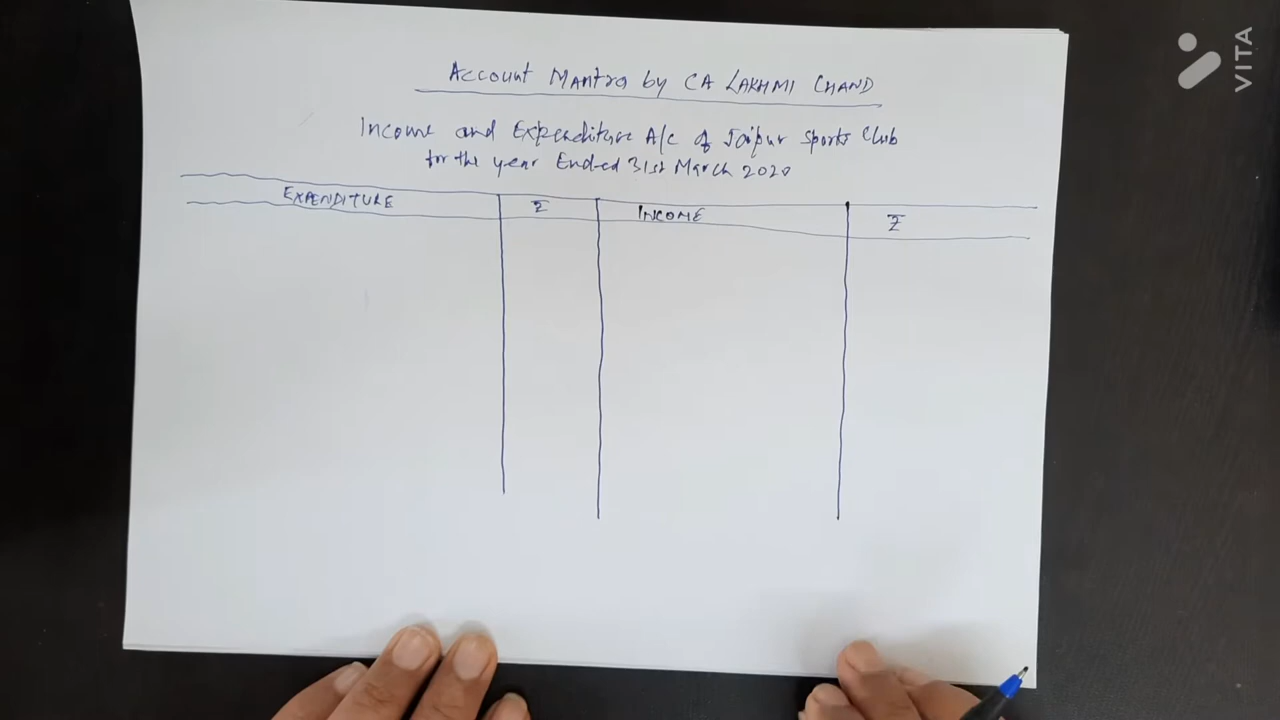 Account Mantra by CA LAKHMI CHAND
Income and Expenditure A/c of Jaipur Sports Club
for the year Ended 31st March 2020
EXPENDITURE ₹ INCOME ₹
VITA